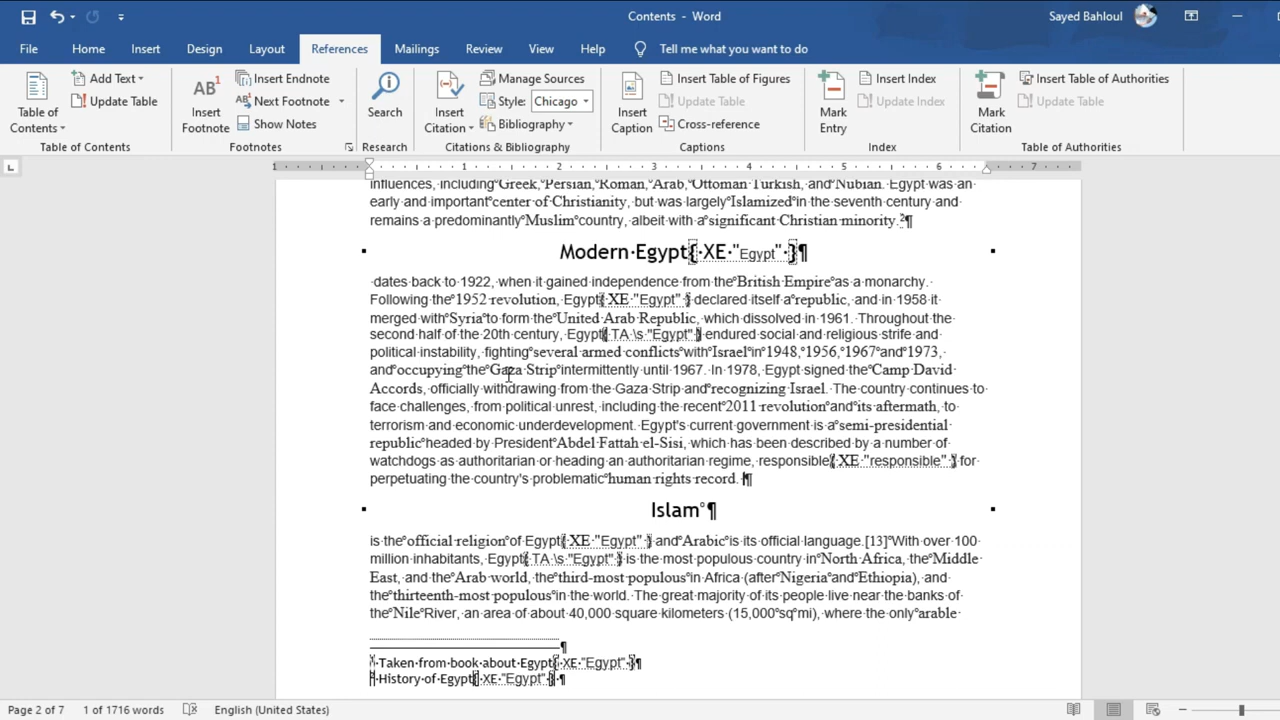 Contents - Word
Sayed Bahloul
File Home Insert Design Layout References Mailings Review View Help Tell me what you want to do
Table of Contents
Add Text
Update Table
Table of Contents
AB1
Insert Footnote
Insert Endnote
Next Footnote
Show Notes
Footnotes
Search
Research
Insert Citation
Manage Sources
Style: Chicago
Bibliography
Citations & Bibliography
Insert Caption
Insert Table of Figures
Update Table
Cross-reference
Captions
Mark Entry
Insert Index
Update Index
Index
Mark Citation
Insert Table of Authorities
Update Table
Table of Authorities
1 1 2 3 4 5 6 7
influences, including°Greek,°Persian,°Roman,°Arab,°Ottoman·Turkish,·and°Nubian.·Egypt·was·an·
early·and·important°center·of·Christianity,·but·was·largely°Islamized°in·the·seventh·century·and·
remains·a·predominantly°Muslim°country,·albeit·with·a°significant·Christian·minority.·2¶
Modern·Egypt{·XE·"Egypt"·}¶
·dates·back·to·1922,·when·it·gained·independence·from·the°British·Empire°as·a·monarchy.·
Following·the°1952·revolution,·Egypt{·XE·"Egypt"·}·declared·itself·a°republic,·and·in·1958·it·
merged·with°Syria°to·form·the°United·Arab·Republic,·which·dissolved·in·1961.·Throughout·the·
second·half·of·the·20th·century,·Egypt{·TA·\s·"Egypt"·}·endured·social·and·religious·strife·and·
political·instability,·fighting°several·armed·conflicts°with°Israel°in°1948,°1956,°1967°and°1973,·
and°occupying°the°Gaza·Strip°intermittently·until·1967.·In·1978,·Egypt·signed·the°Camp·David·
Accords,·officially·withdrawing·from·the·Gaza·Strip·and°recognizing·Israel.·The·country·continues·to·
face·challenges,·from·political·unrest,·including·the·recent°2011·revolution°and°its·aftermath,·to·
terrorism·and·economic·underdevelopment.·Egypt's·current·government·is·a°semi-presidential·
republic°headed·by·President°Abdel·Fattah·el-Sisi,·which·has·been·described·by·a·number·of·
watchdogs·as·authoritarian·or·heading·an·authoritarian·regime,·responsible{·XE·"responsible"·}·for·
perpetuating·the·country's·problematic°human·rights·record.·¶
Islam°¶
is·the°official·religion°of·Egypt{·XE·"Egypt"·}·and°Arabic°is·its·official·language.[13]°With·over·100·
million·inhabitants,·Egypt{·TA·\s·"Egypt"·}·is·the·most·populous·country·in°North·Africa,·the°Middle·
East,·and·the°Arab·world,·the°third-most·populous°in·Africa·(after°Nigeria°and°Ethiopia),·and·
the°thirteenth-most·populous°in·the·world.·The·great·majority·of·its·people·live·near·the·banks·of·
the°Nile°River,·an·area·of·about·40,000·square·kilometers·(15,000°sq°mi),·where·the·only°arable·
¶
·Taken·from·book·about·Egypt{·XE·"Egypt"·}¶
·History·of·Egypt{·XE·"Egypt"·}·¶
Page 2 of 7 1 of 1716 words English (United States)